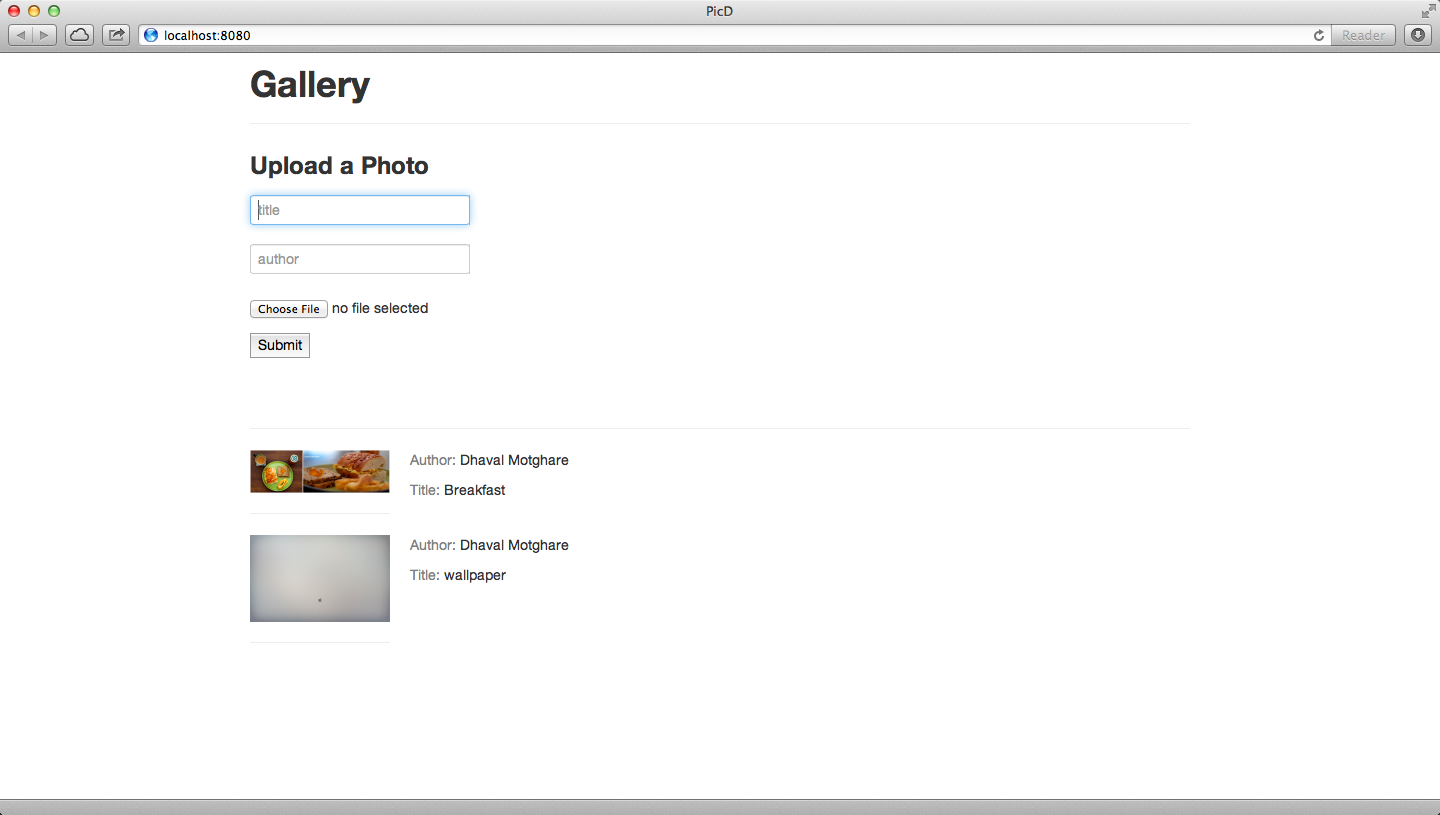 PicD
localhost:8080
Reader
Gallery
Upload a Photo
title
author
Choose File no file selected
Submit
Author: Dhaval Motghare
Title: Breakfast
Author: Dhaval Motghare
Title: wallpaper